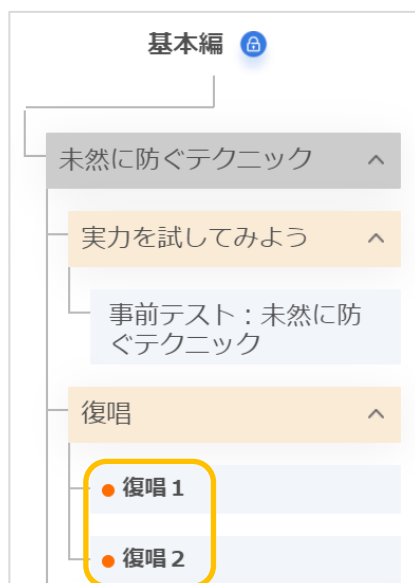 基本編
未然に防ぐテクニック
実力を試してみよう
事前テスト：未然に防
ぐテクニック
復唱
復唱１
復唱２